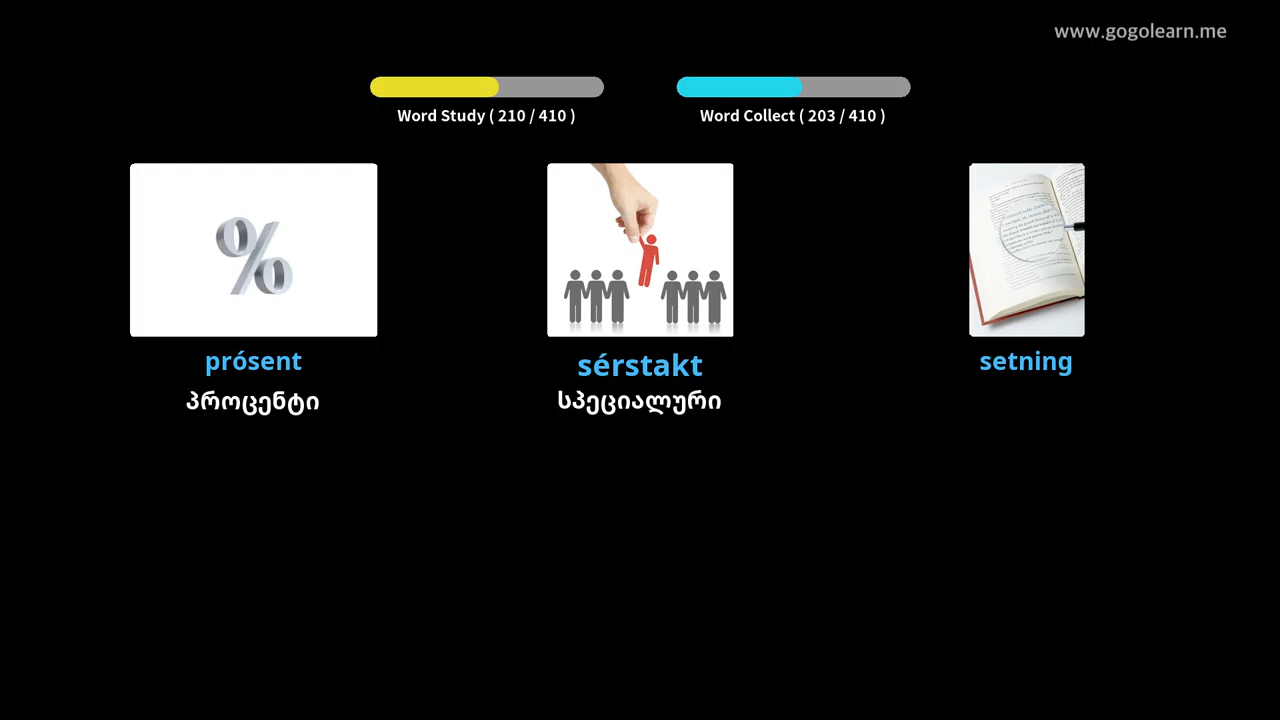 www.gogolearn.me
Word Study ( 210 / 410 )
Word Collect ( 203 / 410 )
%
prósent
sérstakt
setning
პროცენტი
სპეციალური